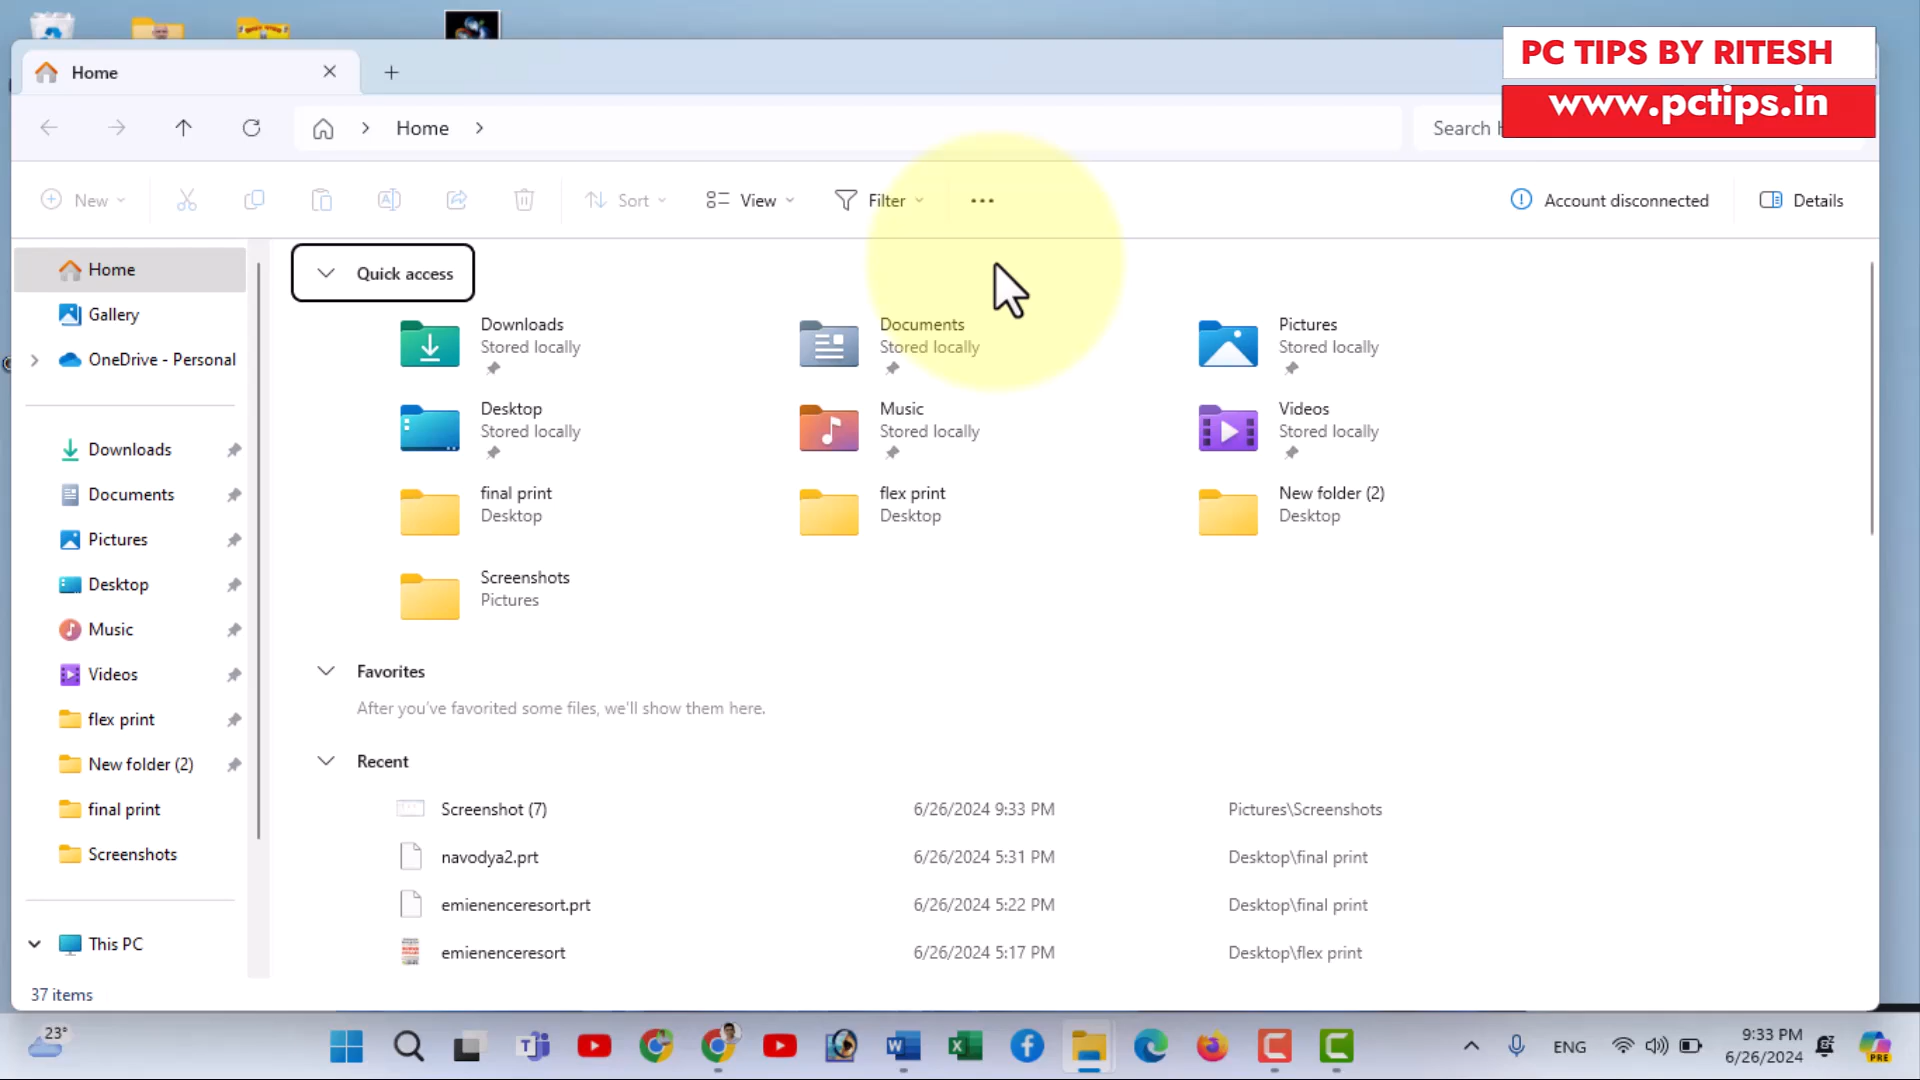 PC TIPS BY RITESH
www.pctips.in
Home
Home
Search
New
Sort
View
Filter
Account disconnected
Details
Home
Gallery
OneDrive - Personal
Downloads
Documents
Pictures
Desktop
Music
Videos
flex print
New folder (2)
final print
Screenshots
This PC
Quick access
Downloads
Stored locally
Documents
Stored locally
Pictures
Stored locally
Desktop
Stored locally
Music
Stored locally
Videos
Stored locally
final print
Desktop
flex print
Desktop
New folder (2)
Desktop
Screenshots
Pictures
Favorites
After you've favorited some files, we'll show them here.
Recent
Screenshot (7) 6/26/2024 9:33 PM Pictures\Screenshots
navodya2.prt 6/26/2024 5:31 PM Desktop\final print
emienenceresort.prt 6/26/2024 5:22 PM Desktop\final print
emienenceresort 6/26/2024 5:17 PM Desktop\flex print
37 items
23°
ENG
9:33 PM
6/26/2024
PRE